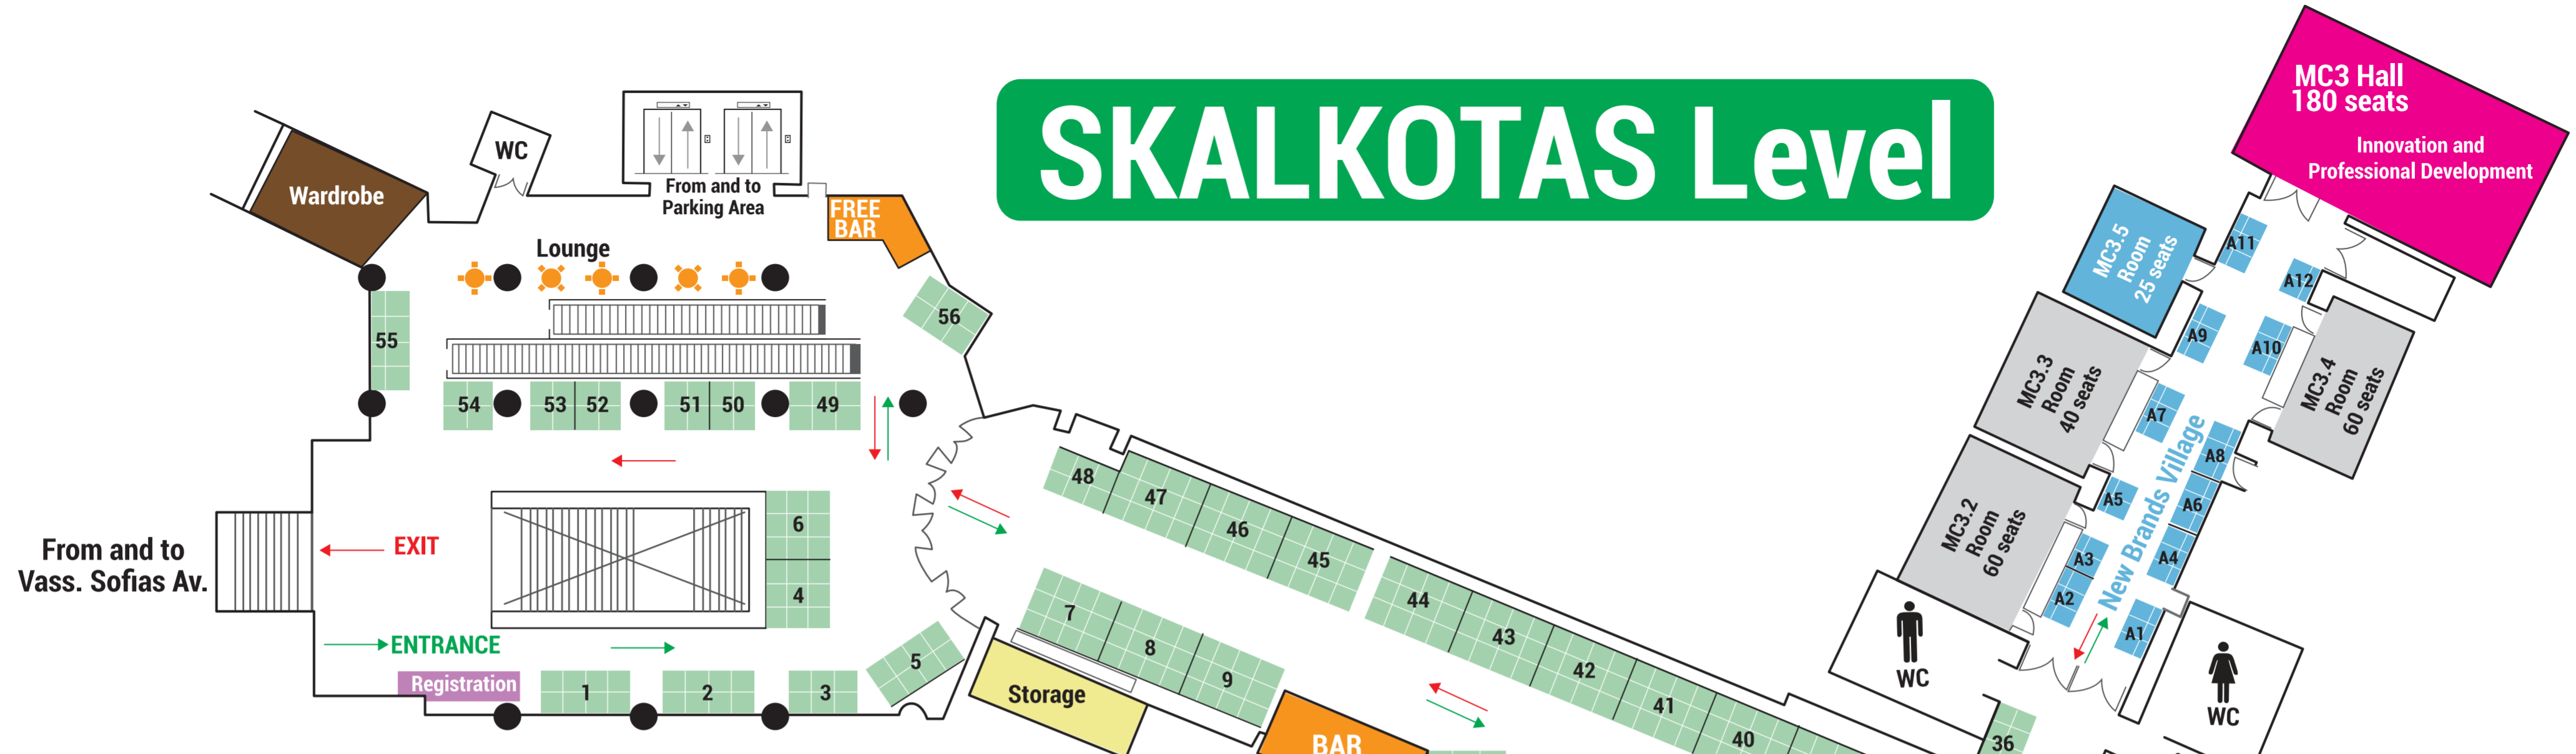 SKALKOTAS Level
MC3 Hall
180 seats
Innovation and
Professional Development
WC
Wardrobe
From and to
Parking Area
FREE
BAR
Lounge
56
55
54
53
52
51
50
49
6
4
EXIT
From and to
Vass. Sofias Av.
ENTRANCE
Registration
1
2
3
5
48
47
46
45
44
43
42
41
40
7
8
9
Storage
BAR
36
MC3.5
Room
25 seats
MC3.3
Room
40 seats
MC3.2
Room
60 seats
MC3.4
Room
60 seats
A11
A12
A9
A10
A7
A8
A5
A6
A3
A4
A2
A1
New Brands Village
WC
WC